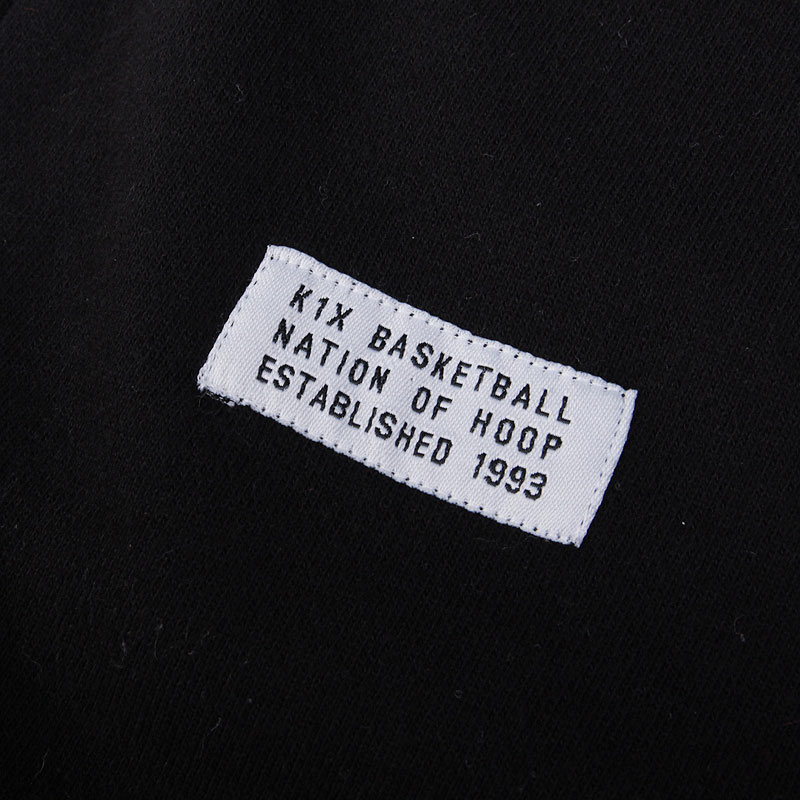 K1X BASKETBALL
NATION OF HOOP
ESTABLISHED 1993